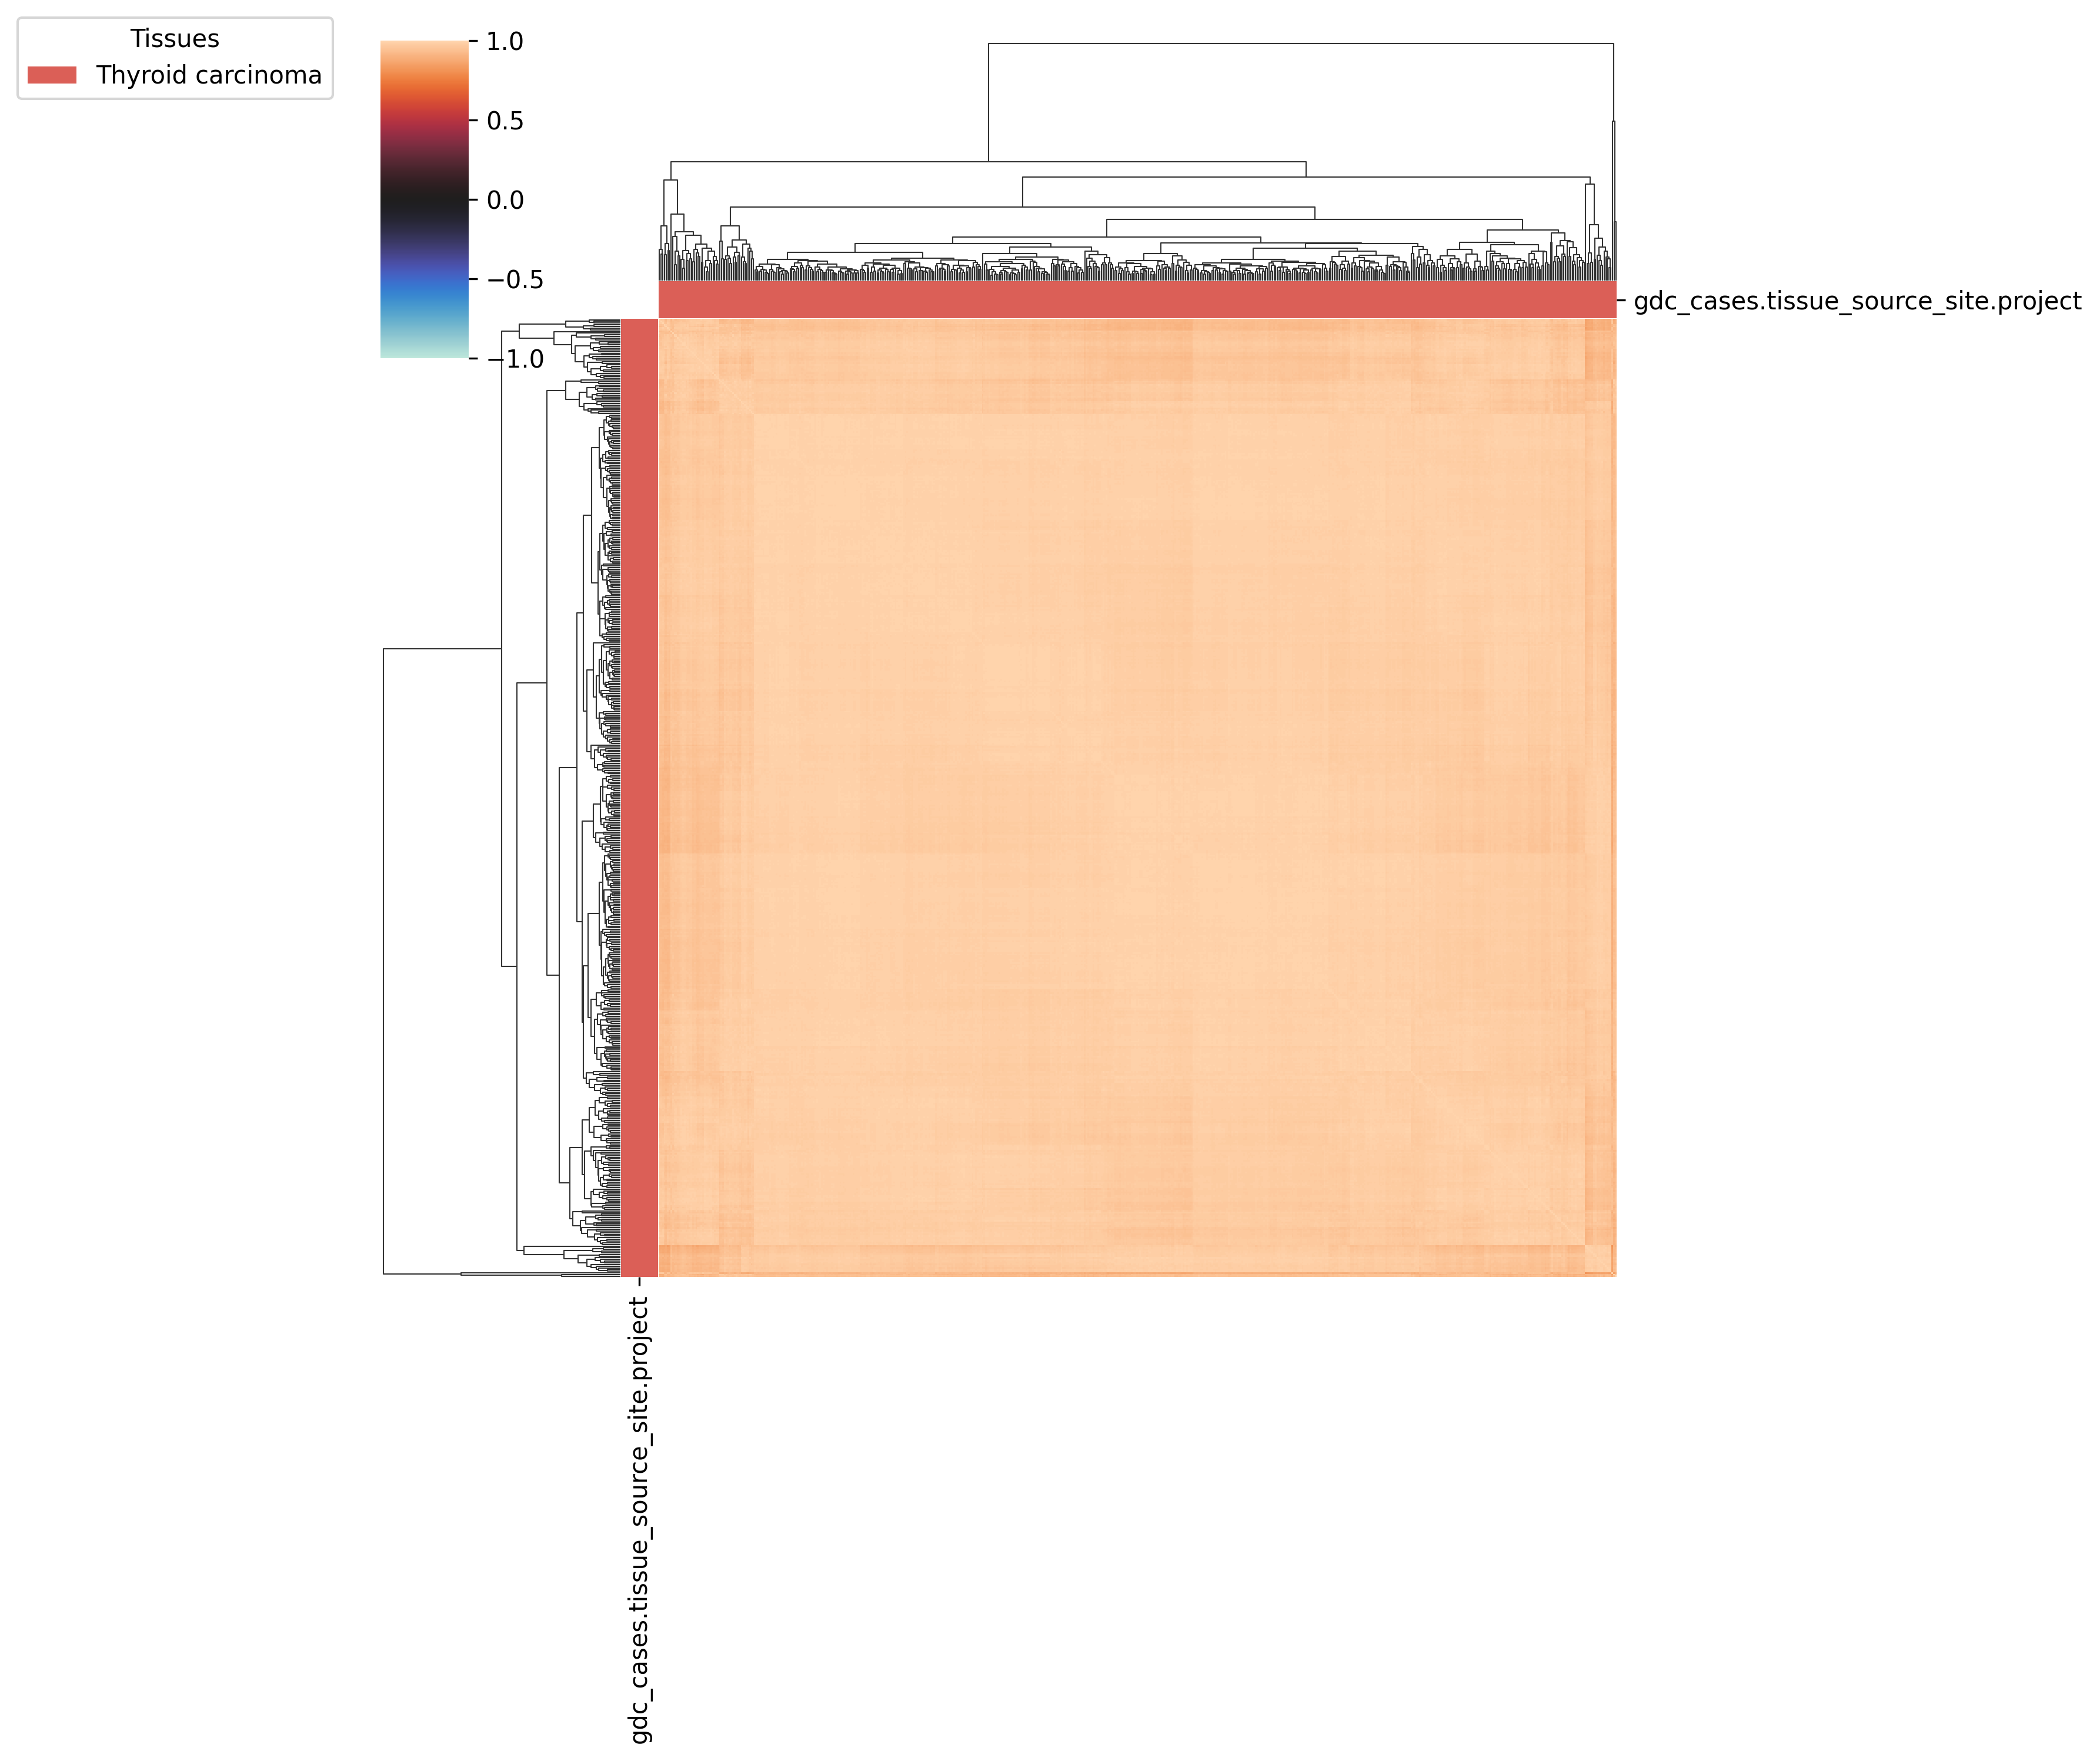 Tissues
Thyroid carcinoma
1.0
0.5
0.0
−0.5
−1.0
gdc_cases.tissue_source_site.project
gdc_cases.tissue_source_site.project